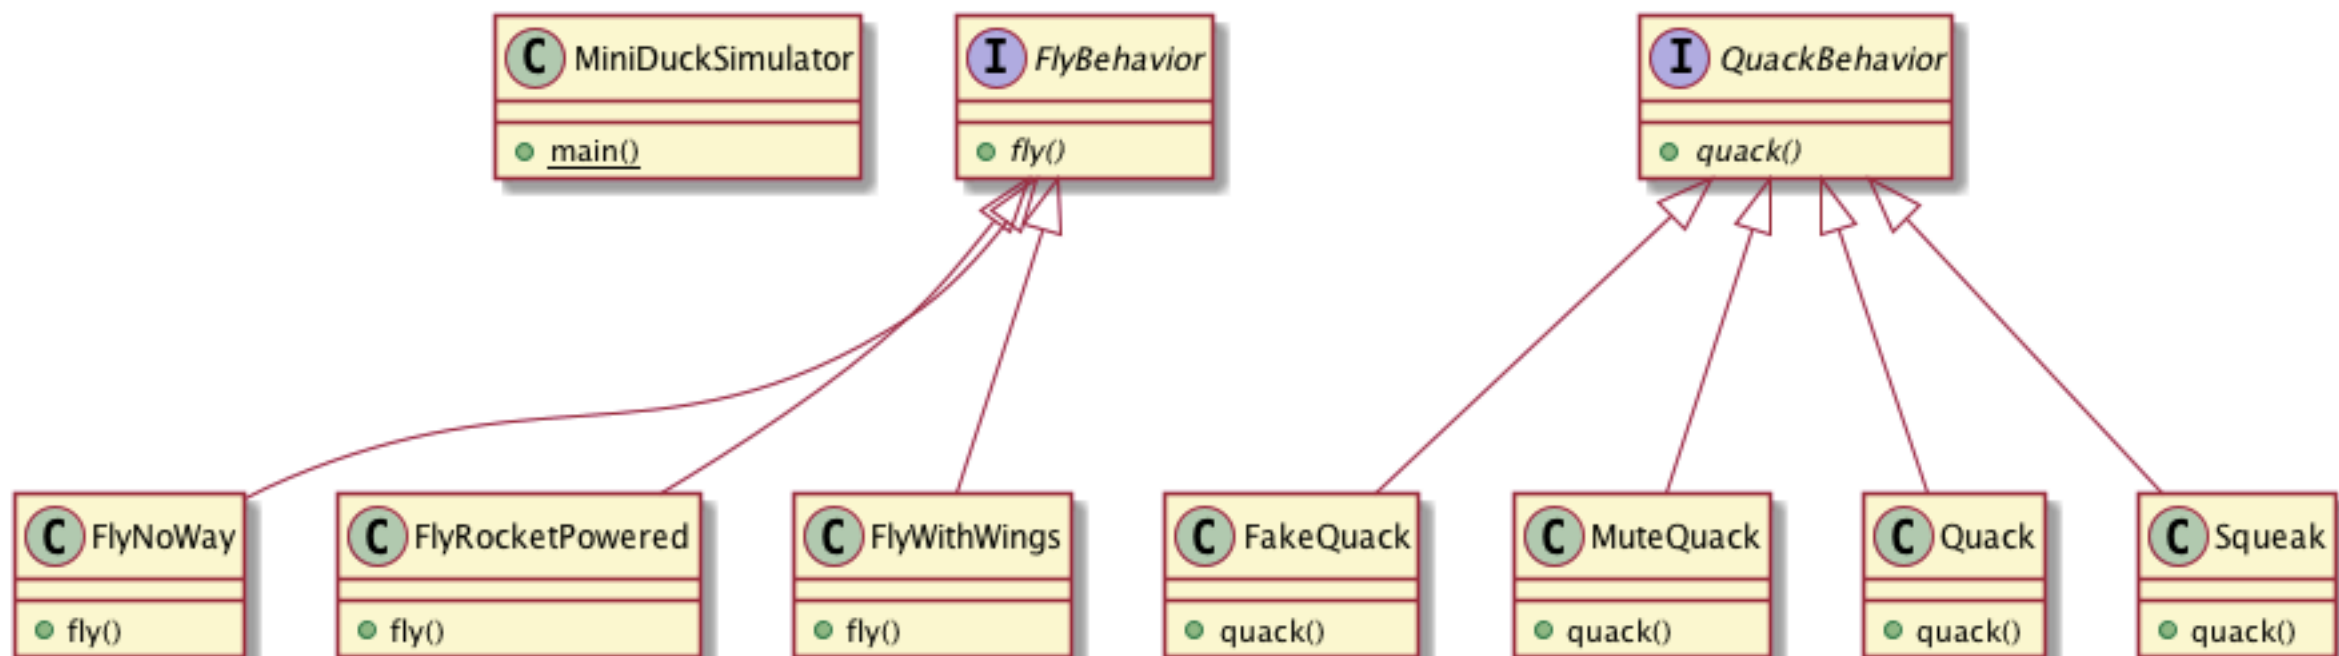 C MiniDuckSimulator
main()
I FlyBehavior
fly()
I QuackBehavior
quack()
C FlyNoWay
fly()
C FlyRocketPowered
fly()
C FlyWithWings
fly()
C FakeQuack
quack()
C MuteQuack
quack()
C Quack
quack()
C Squeak
quack()